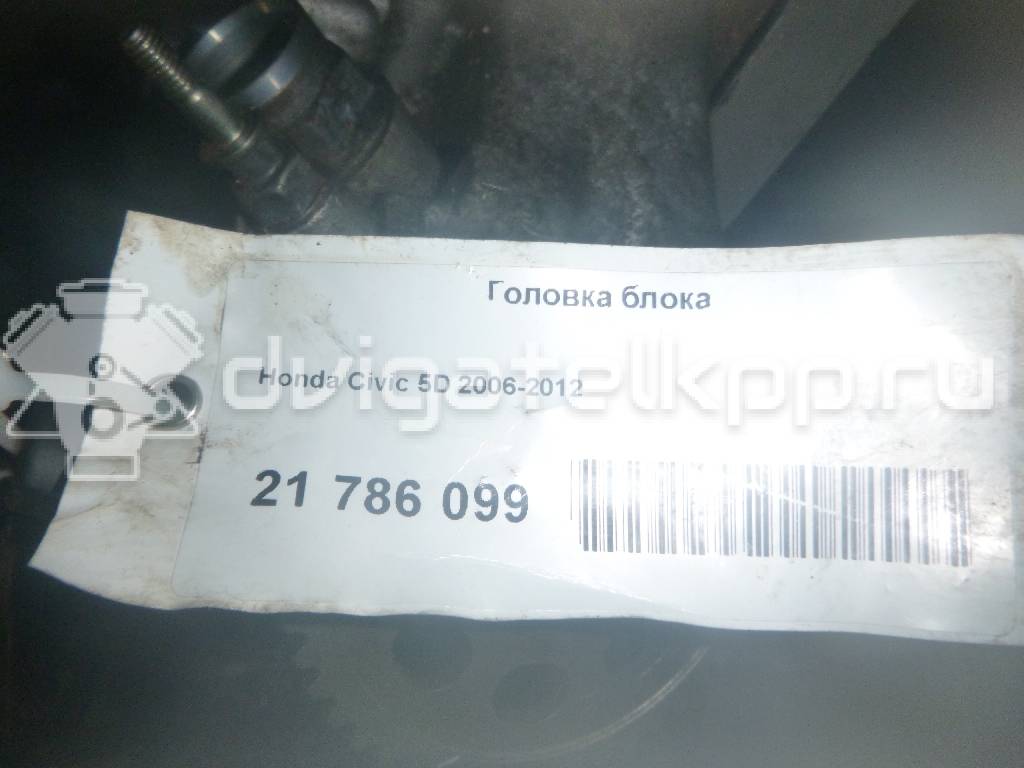 Головка блока
dvigatelkpp.ru
Honda Civic 5D 2006-2012
21 786 099